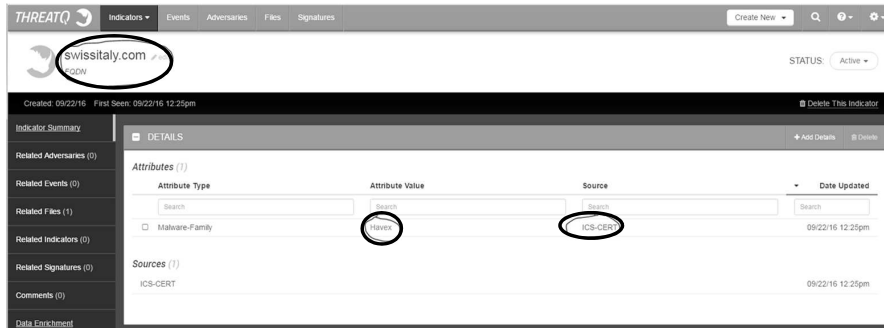 THREATQ Indicators Events Adversaries Files Signatures Create New
swissitaly.com
FQDN
STATUS: Active
Created: 09/22/16 First Seen: 09/22/16 12:25pm Delete This Indicator
Indicator Summary
Related Adversaries (0)
Related Events (0)
Related Files (1)
Related Indicators (0)
Related Signatures (0)
Comments (0)
Data Enrichment
DETAILS + Add Details Delete
Attributes (1)
Attribute Type Attribute Value Source Date Updated
Search Search Search Search
Malware-Family Havex ICS-CERT 09/22/16 12:25pm
Sources (1)
ICS-CERT 09/22/16 12:25pm